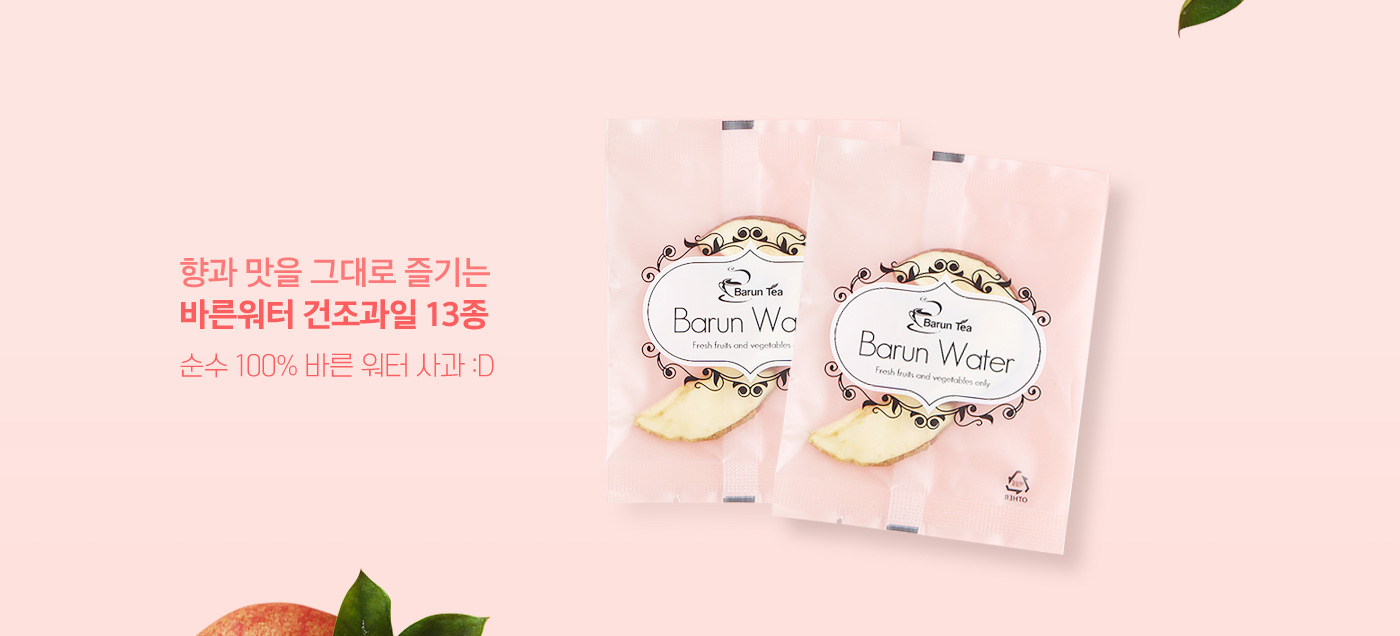 향과 맛을 그대로 즐기는
바른워터 건조과일 13종
순수 100% 바른 워터 사과 :D
Barun Tea
Barun Wa
Fresh fruits and vegetables
Barun Tea
Barun Water
Fresh fruits and vegetables only
OTHER